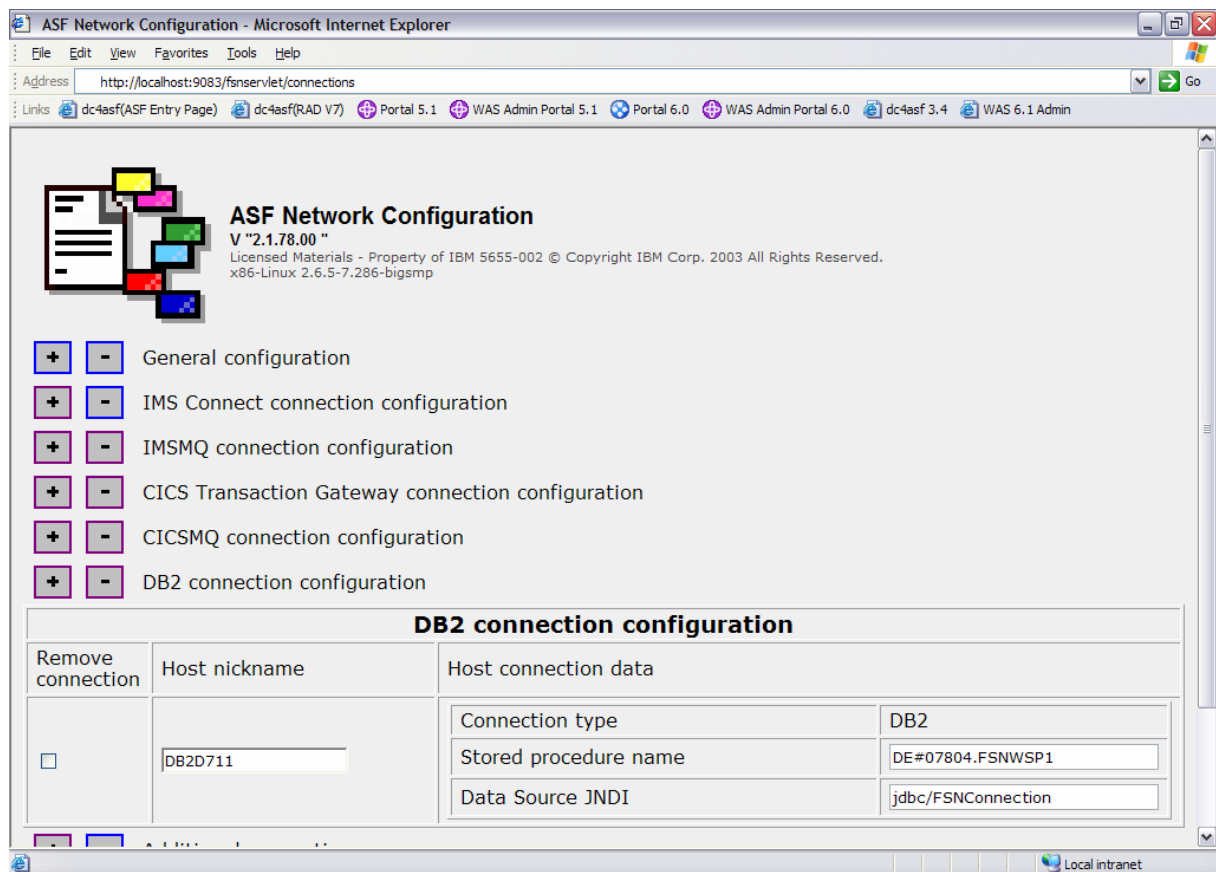 ASF Network Configuration - Microsoft Internet Explorer
File Edit View Favorites Tools Help
Address http://localhost:9083/fsnservlet/connections Go
Links dc4asf(ASF Entry Page) dc4asf(RAD V7) Portal 5.1 WAS Admin Portal 5.1 Portal 6.0 WAS Admin Portal 6.0 dc4asf 3.4 WAS 6.1 Admin
ASF Network Configuration
V "2.1.78.00 "
Licensed Materials - Property of IBM 5655-002 © Copyright IBM Corp. 2003 All Rights Reserved.
x86-Linux 2.6.5-7.286-bigsmp
+ - General configuration
+ - IMS Connect connection configuration
+ - IMSMQ connection configuration
+ - CICS Transaction Gateway connection configuration
+ - CICSMQ connection configuration
+ - DB2 connection configuration
DB2 connection configuration
Remove connection Host nickname Host connection data
Connection type DB2
DB2D711 Stored procedure name DE#07804.FSNWSP1
Data Source JNDI jdbc/FSNConnection
Local intranet